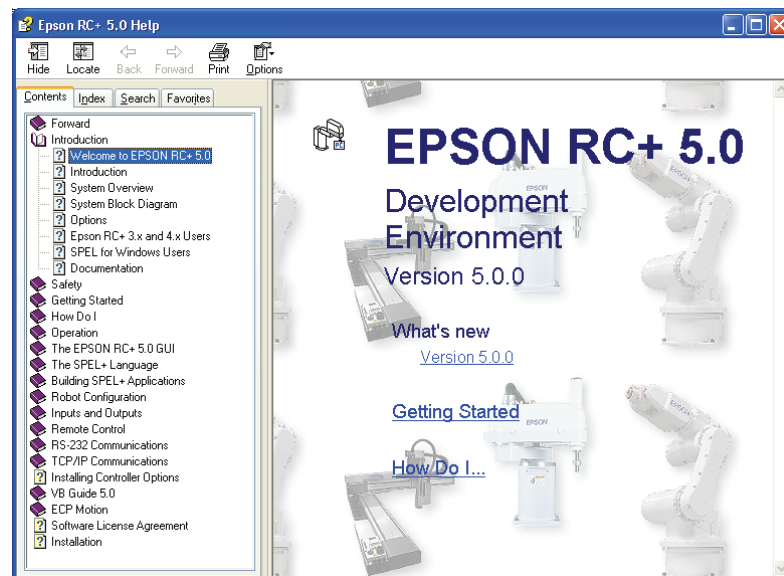 Epson RC+ 5.0 Help
Hide Locate Back Forward Print Options
Contents Index Search Favorites
Forward
Introduction
Welcome to EPSON RC+ 5.0
Introduction
System Overview
System Block Diagram
Options
Epson RC+ 3.x and 4.x Users
SPEL for Windows Users
Documentation
Safety
Getting Started
How Do I
Operation
The EPSON RC+ 5.0 GUI
The SPEL+ Language
Building SPEL+ Applications
Robot Configuration
Inputs and Outputs
Remote Control
RS-232 Communications
TCP/IP Communications
Installing Controller Options
VB Guide 5.0
ECP Motion
Software License Agreement
Installation
EPSON RC+ 5.0
Development
Environment
Version 5.0.0
What's new
Version 5.0.0
Getting Started
How Do I...
EPSON
EPSON